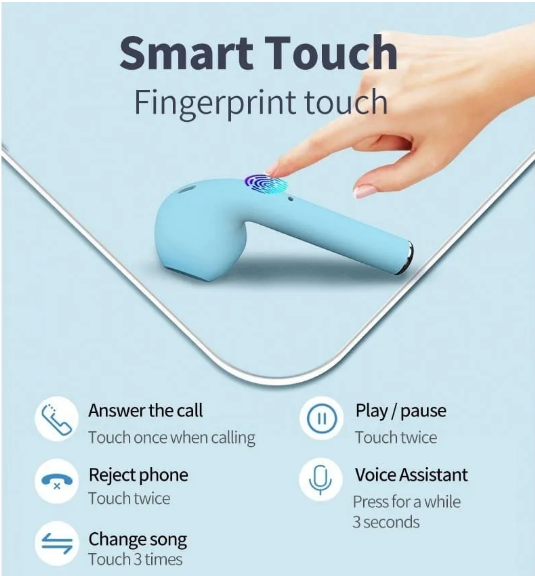 Smart Touch
Fingerprint touch
Answer the call
Touch once when calling
Reject phone
Touch twice
Change song
Touch 3 times
Play / pause
Touch twice
Voice Assistant
Press for a while
3 seconds